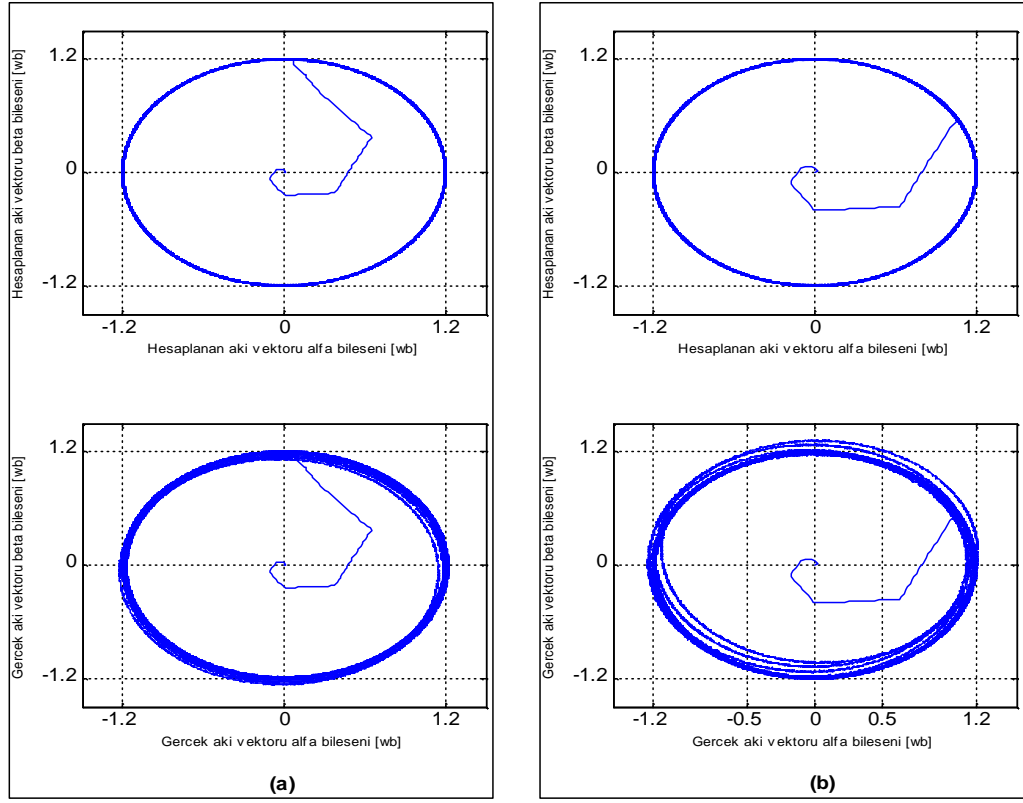 Hesaplanan aki vektoru beta bileseni [wb]
1.2
0
-1.2
-1.2 0 1.2
Hesaplanan aki vektoru alfa bileseni [wb]
Gercek aki vektoru beta bileseni [wb]
1.2
0
-1.2
-1.2 0 1.2
Gercek aki vektoru alfa bileseni [wb]
(a)
Hesaplanan aki vektoru beta bileseni [wb]
1.2
0
-1.2
-1.2 0 1.2
Hesaplanan aki vektoru alfa bileseni [wb]
Gercek aki vektoru beta bileseni [wb]
1.2
0
-1.2
-1.2 -0.5 0 0.5 1.2
Gercek aki vektoru alfa bileseni [wb]
(b)